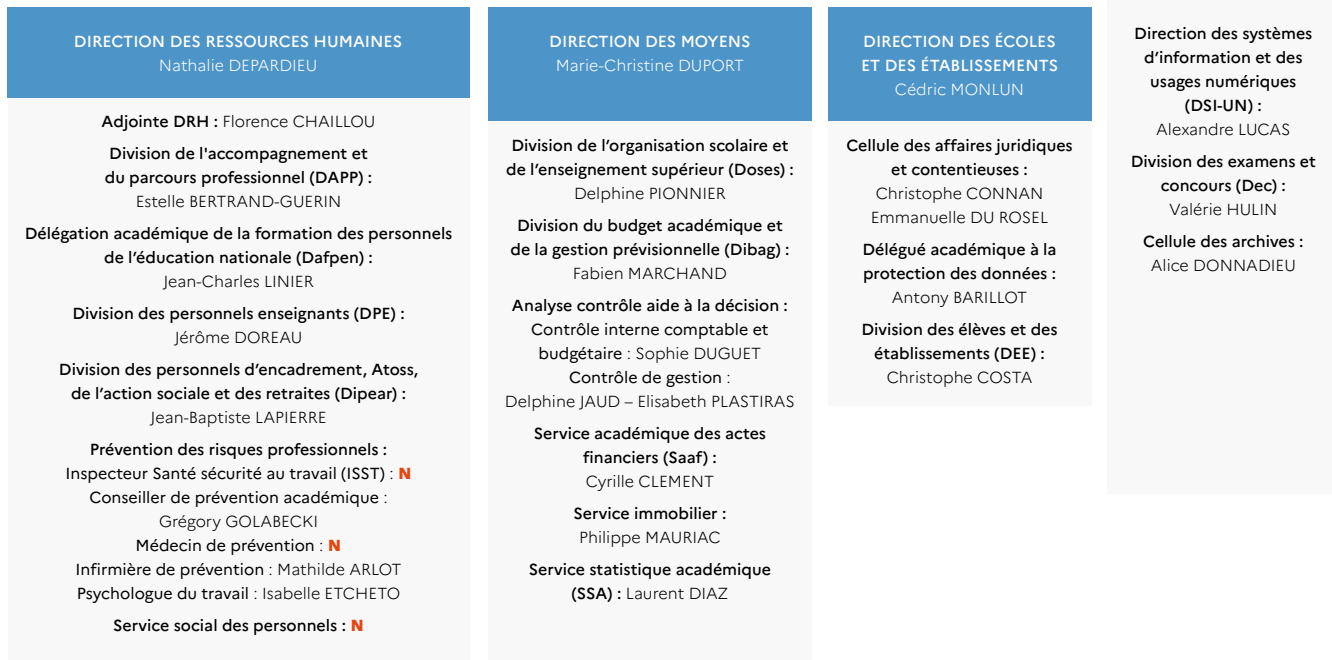 DIRECTION DES RESSOURCES HUMAINES
Nathalie DEPARDIEU
Adjointe DRH : Florence CHAILLOU
Division de l'accompagnement et
du parcours professionnel (DAPP) :
Estelle BERTRAND-GUERIN
Délégation académique de la formation des personnels
de l’éducation nationale (Dafpen) :
Jean-Charles LINIER
Division des personnels enseignants (DPE) :
Jérôme DOREAU
Division des personnels d’encadrement, Atoss,
de l’action sociale et des retraites (Dipear) :
Jean-Baptiste LAPIERRE
Prévention des risques professionnels :
Inspecteur Santé sécurité au travail (ISST) : N
Conseiller de prévention académique :
Grégory GOLABECKI
Médecin de prévention : N
Infirmière de prévention : Mathilde ARLOT
Psychologue du travail : Isabelle ETCHETO
Service social des personnels : N
DIRECTION DES MOYENS
Marie-Christine DUPORT
Division de l’organisation scolaire et
de l’enseignement supérieur (Doses) :
Delphine PIONNIER
Division du budget académique et
de la gestion prévisionnelle (Dibag) :
Fabien MARCHAND
Analyse contrôle aide à la décision :
Contrôle interne comptable et
budgétaire : Sophie DUGUET
Contrôle de gestion :
Delphine JAUD – Elisabeth PLASTIRAS
Service académique des actes
financiers (Saaf) :
Cyrille CLEMENT
Service immobilier :
Philippe MAURIAC
Service statistique académique
(SSA) : Laurent DIAZ
DIRECTION DES ÉCOLES
ET DES ÉTABLISSEMENTS
Cédric MONLUN
Cellule des affaires juridiques
et contentieuses :
Christophe CONNAN
Emmanuelle DU ROSEL
Délégué académique à la
protection des données :
Antony BARILLOT
Division des élèves et des
établissements (DEE) :
Christophe COSTA
Direction des systèmes
d’information et des
usages numériques
(DSI-UN) :
Alexandre LUCAS
Division des examens et
concours (Dec) :
Valérie HULIN
Cellule des archives :
Alice DONNADIEU